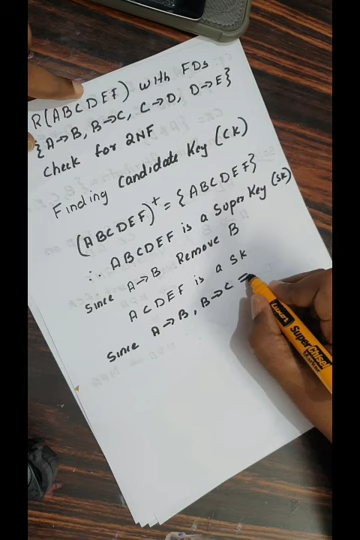 R(ABCDEF) with FDs
{A→B, B→C, C→D, D→E}
check for 2NF
Finding Candidate Key (CK)
(ABCDEF)⁺ = {ABCDEF}
∴ ABCDEF is a Super Key (SK)
Since A→B Remove B
ACDEF is a SK
Since A→B, B→C =